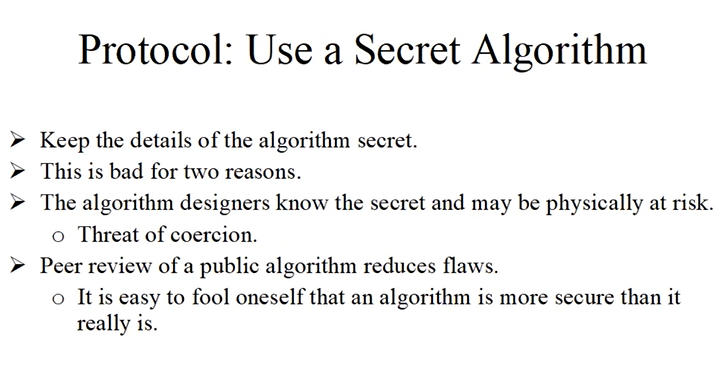 Protocol: Use a Secret Algorithm
➤ Keep the details of the algorithm secret.
➤ This is bad for two reasons.
➤ The algorithm designers know the secret and may be physically at risk.
o Threat of coercion.
➤ Peer review of a public algorithm reduces flaws.
o It is easy to fool oneself that an algorithm is more secure than it
really is.